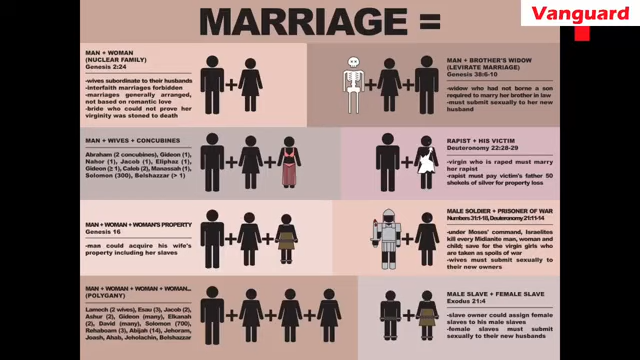 MARRIAGE =
Vanguard
MAN + WOMAN
(NUCLEAR FAMILY)
Genesis 2:24
-wives subordinate to their husbands
-interfaith marriages forbidden
-marriages generally arranged,
not based on romantic love
-bride who could not prove her
virginity was stoned to death
MAN + BROTHER'S WIDOW
(LEVIRATE MARRIAGE)
Genesis 38:6-10
-widow who had not borne a son
required to marry her brother in law
-must submit sexually to her new
husband
MAN + WIVES + CONCUBINES
Abraham (2 concubines), Gideon (1),
Nahor (1), Jacob (1), Eliphaz (1),
Gideon (≥ 1), Caleb (2), Manassah (1),
Solomon (300), Belshazzar (> 1)
RAPIST + HIS VICTIM
Deuteronomy 22:28-29
-virgin who is raped must marry
her rapist
-rapist must pay victim's father 50
shekels of silver for property loss
MAN + WOMAN + WOMAN'S PROPERTY
Genesis 16
-man could acquire his wife's
property including her slaves
MALE SOLDIER + PRISONER OF WAR
Numbers 31:1-18, Deuteronomy 21:11-14
-under Moses' command, Israelites
kill every Midianite man, woman and
child; save for the virgin girls who
are taken as spoils of war
-wives must submit sexually to
their new owners
MAN + WOMAN + WOMAN + WOMAN...
(POLYGANY)
Lamech (2 wives), Esau (3), Jacob (2),
Ashur (2), Gideon (many), Elkanah
(2), David (many), Solomon (700),
Rehaboam (3), Abijah (14), Jehoram,
Joash, Ahab, Jeholachin, Belshazzar
MALE SLAVE + FEMALE SLAVE
Exodus 21:4
-slave owner could assign female
slaves to his male slaves
-female slaves must submit
sexually to their new husbands